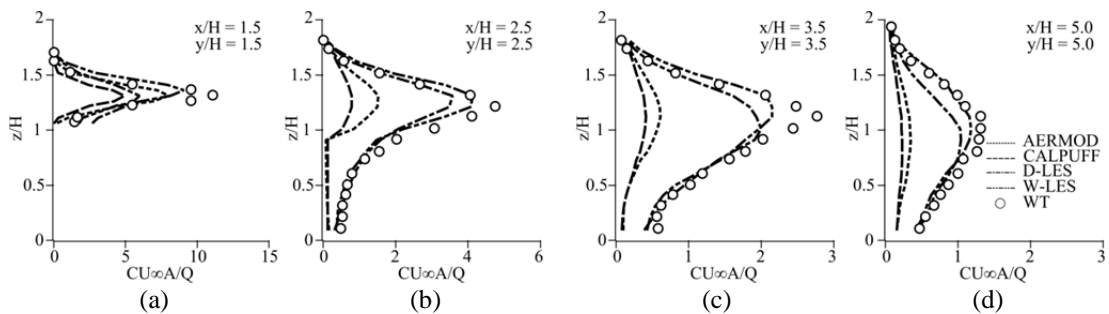 2
1.5
1
0.5
0
z/H
x/H = 1.5
y/H = 1.5
0
5
10
15
CU∞A/Q
(a)
2
1.5
1
0.5
0
z/H
x/H = 2.5
y/H = 2.5
0
2
4
6
CU∞A/Q
(b)
2
1.5
1
0.5
0
z/H
x/H = 3.5
y/H = 3.5
0
1
2
3
CU∞A/Q
(c)
2
1.5
1
0.5
0
z/H
x/H = 5.0
y/H = 5.0
AERMOD
CALPUFF
D-LES
W-LES
WT
0
1
2
3
CU∞A/Q
(d)